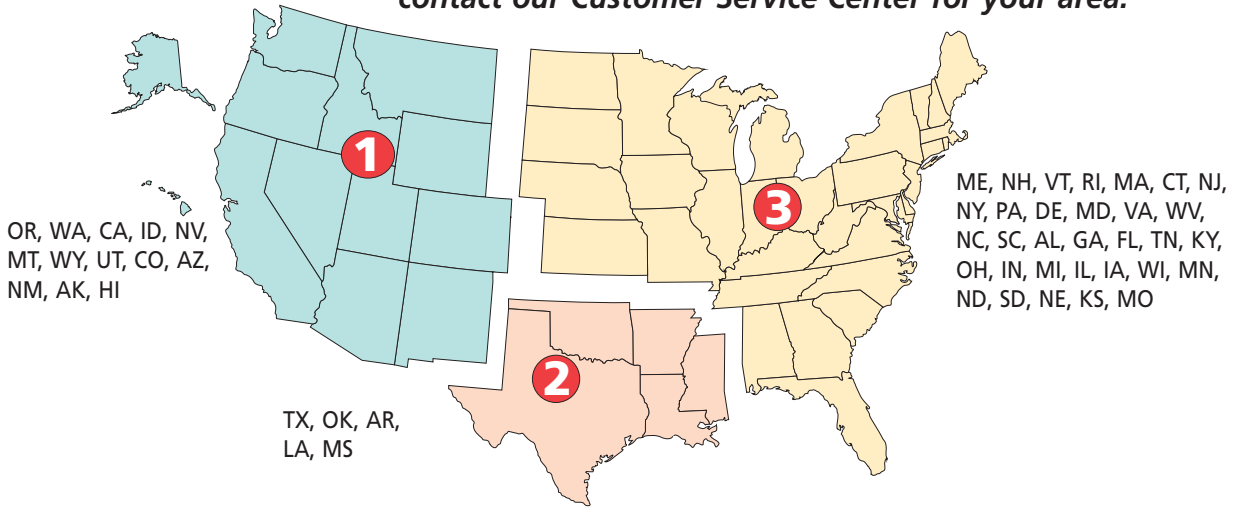 contact our Customer Service Center for your area.
1
2
3
OR, WA, CA, ID, NV,
MT, WY, UT, CO, AZ,
NM, AK, HI
TX, OK, AR,
LA, MS
ME, NH, VT, RI, MA, CT, NJ,
NY, PA, DE, MD, VA, WV,
NC, SC, AL, GA, FL, TN, KY,
OH, IN, MI, IL, IA, WI, MN,
ND, SD, NE, KS, MO